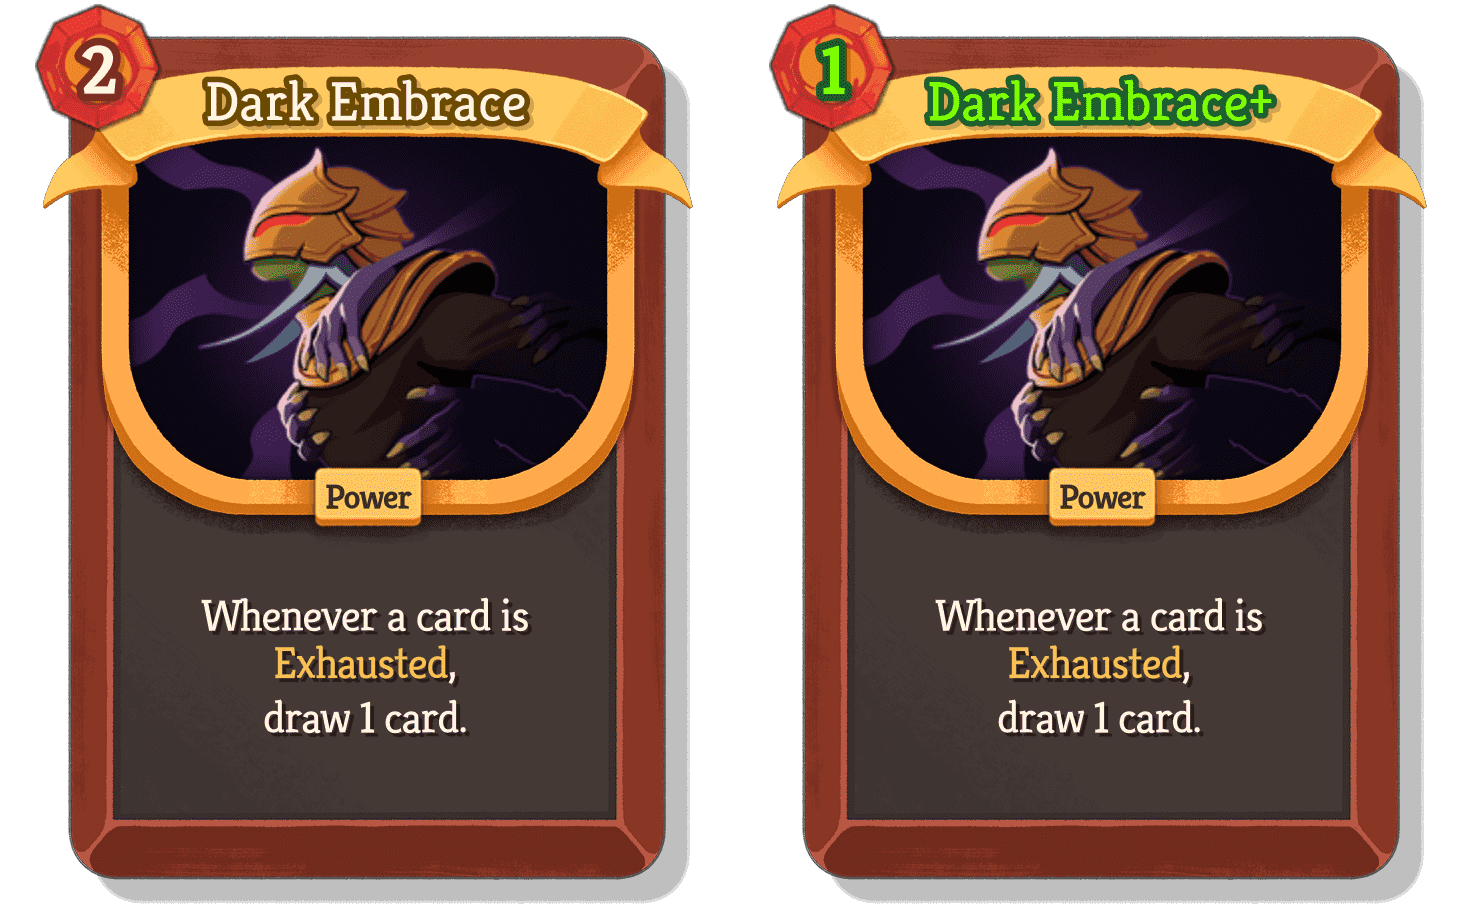 2
Dark Embrace
Power
Whenever a card is
Exhausted,
draw 1 card.
1
Dark Embrace+
Power
Whenever a card is
Exhausted,
draw 1 card.